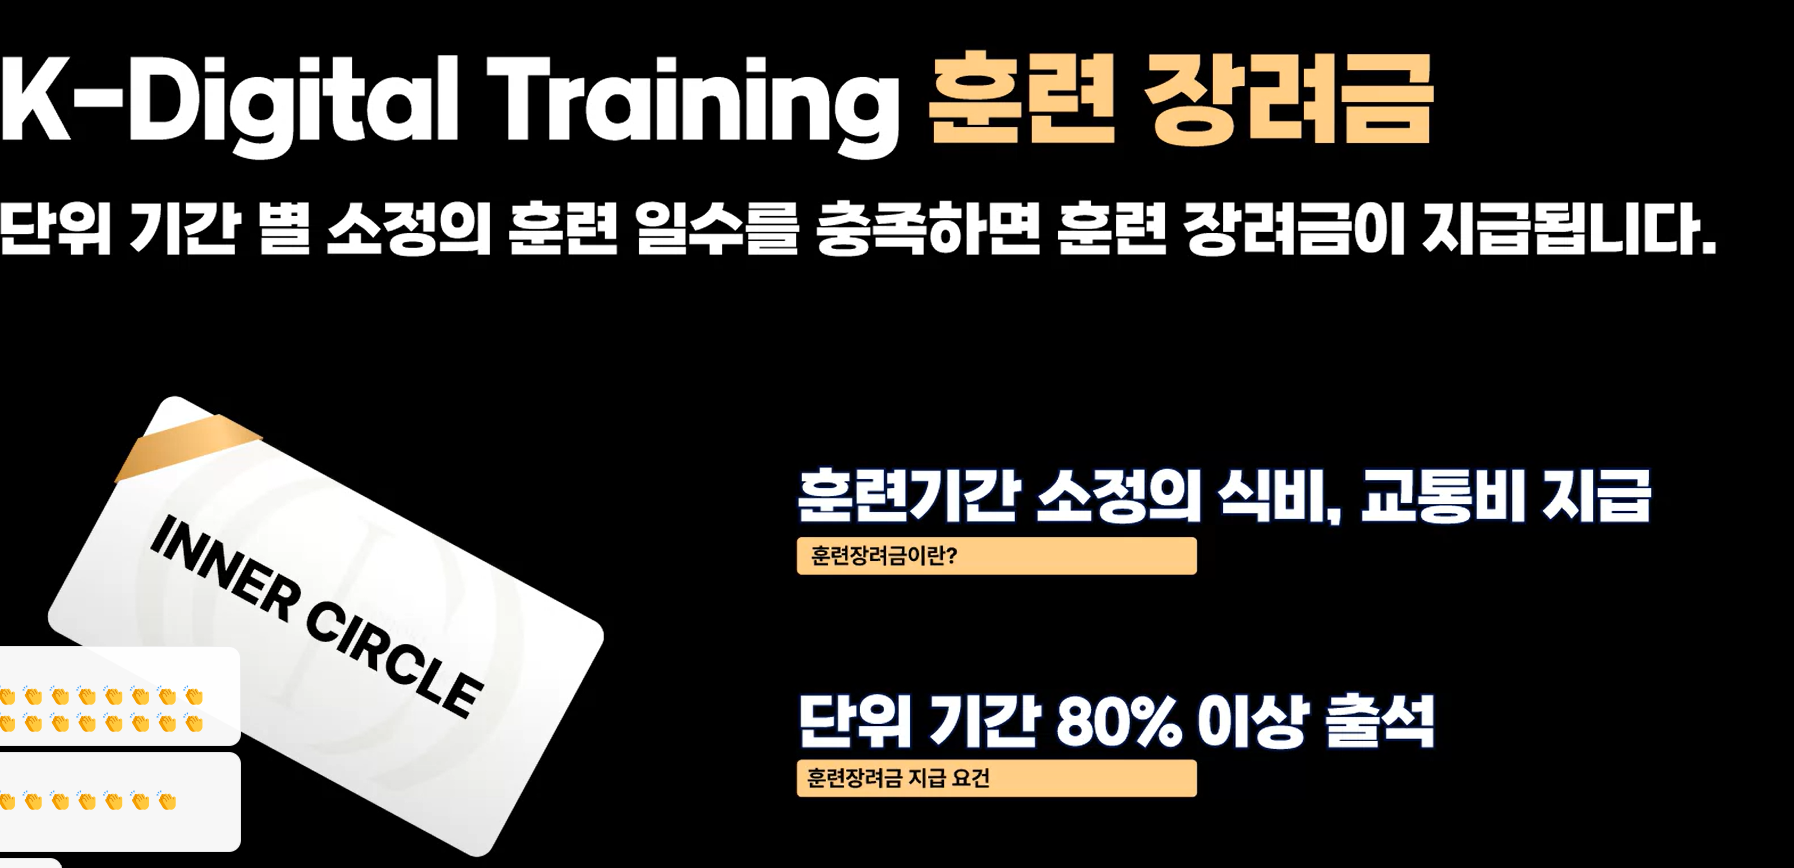 K-Digital Training 훈련 장려금
단위 기간 별 소정의 훈련 일수를 충족하면 훈련 장려금이 지급됩니다.
INNER CIRCLE
훈련기간 소정의 식비, 교통비 지급
훈련장려금이란?
단위 기간 80% 이상 출석
훈련장려금 지급 요건
👏👏👏👏👏👏👏👏
👏👏👏👏👏👏👏👏
👏👏👏👏👏👏👏